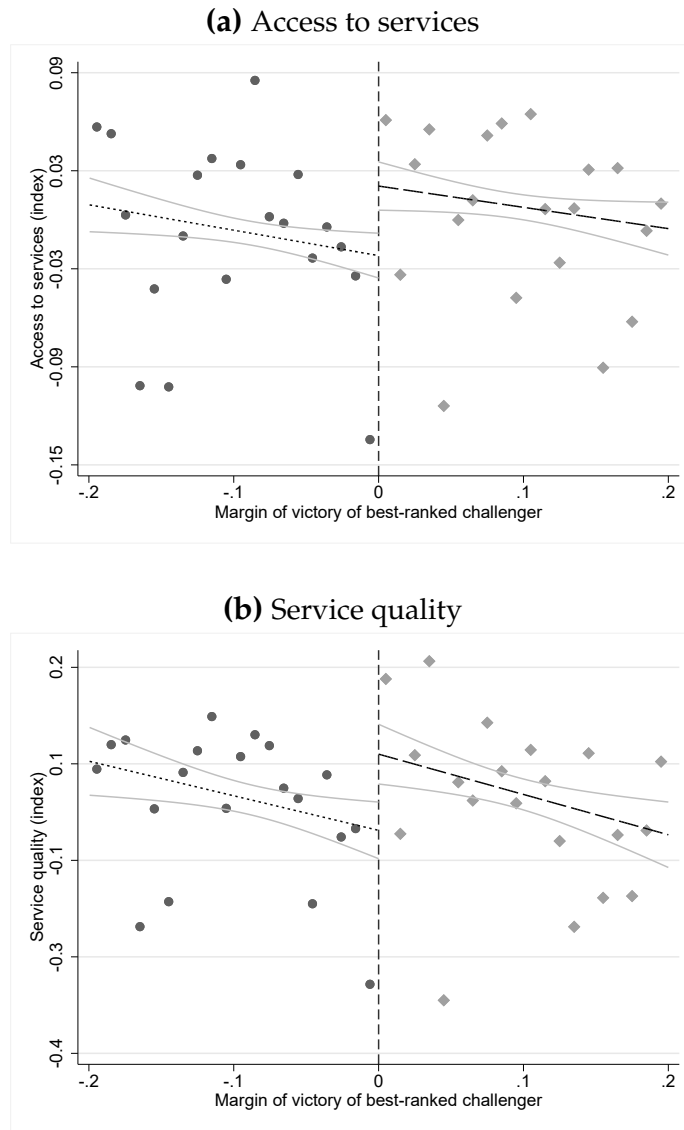 (a) Access to services
Access to services (index)
0.09
0.03
-0.03
-0.09
-0.15
-.2 -.1 0 .1 .2
Margin of victory of best-ranked challenger
(b) Service quality
Service quality (index)
0.2
0.1
-0.1
-0.3
-0.4
-.2 -.1 0 .1 .2
Margin of victory of best-ranked challenger